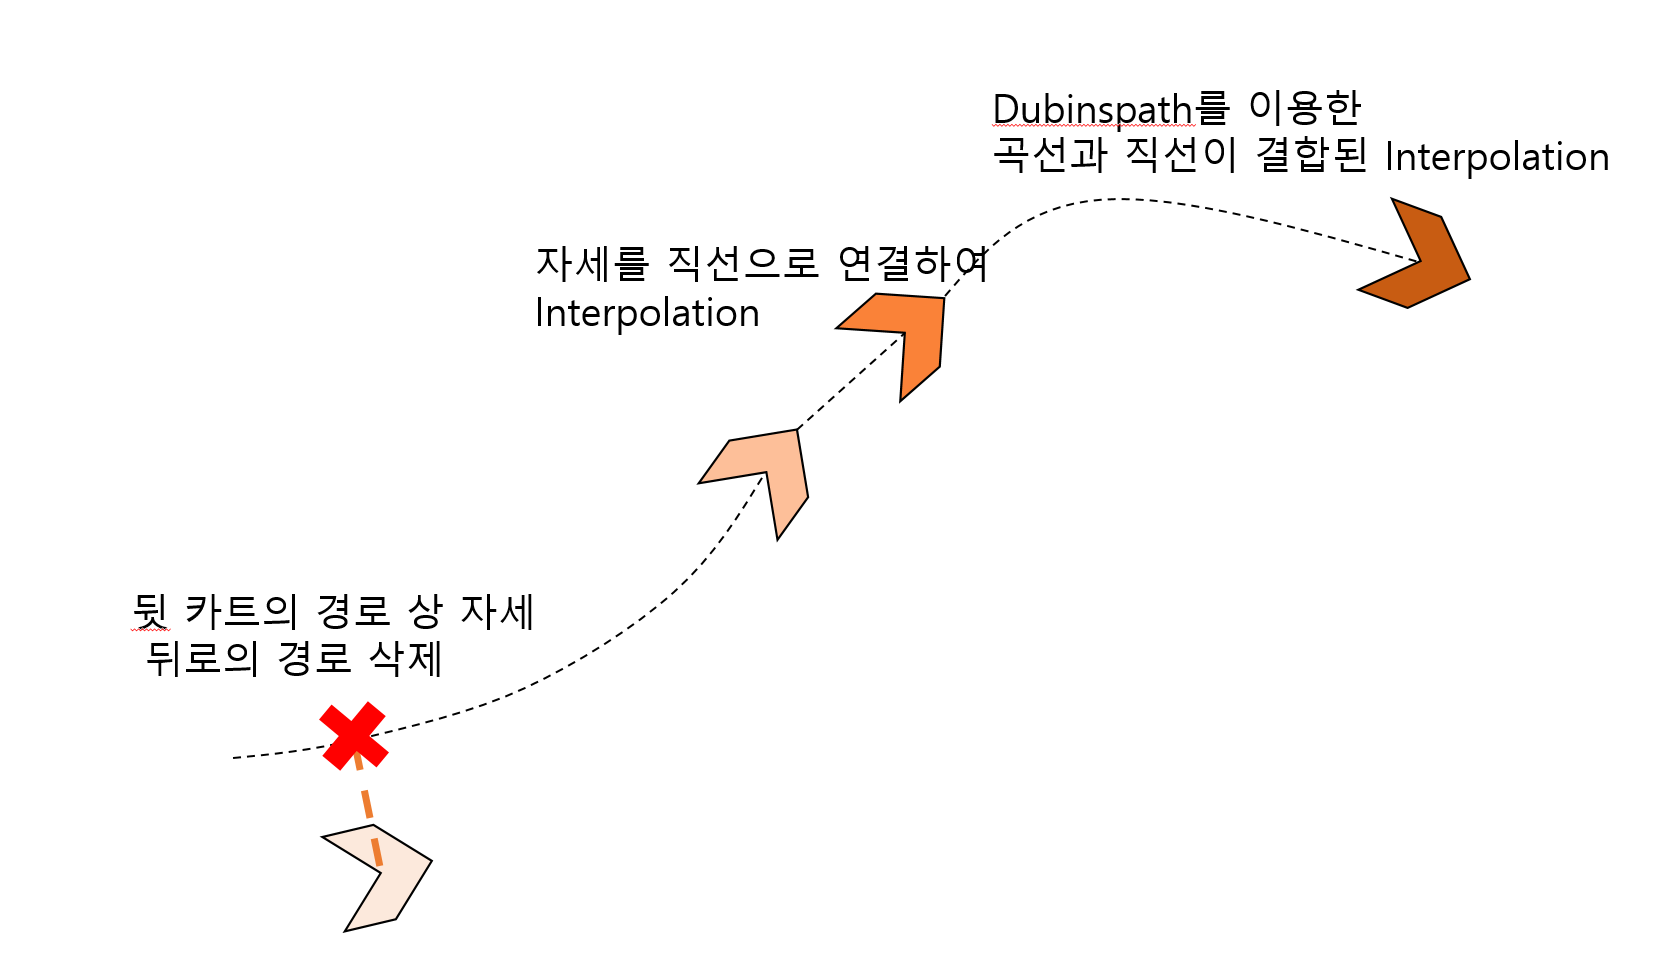 Dubinspath를 이용한
곡선과 직선이 결합된 Interpolation
자세를 직선으로 연결하여
Interpolation
뒷 카트의 경로 상 자세
뒤로의 경로 삭제